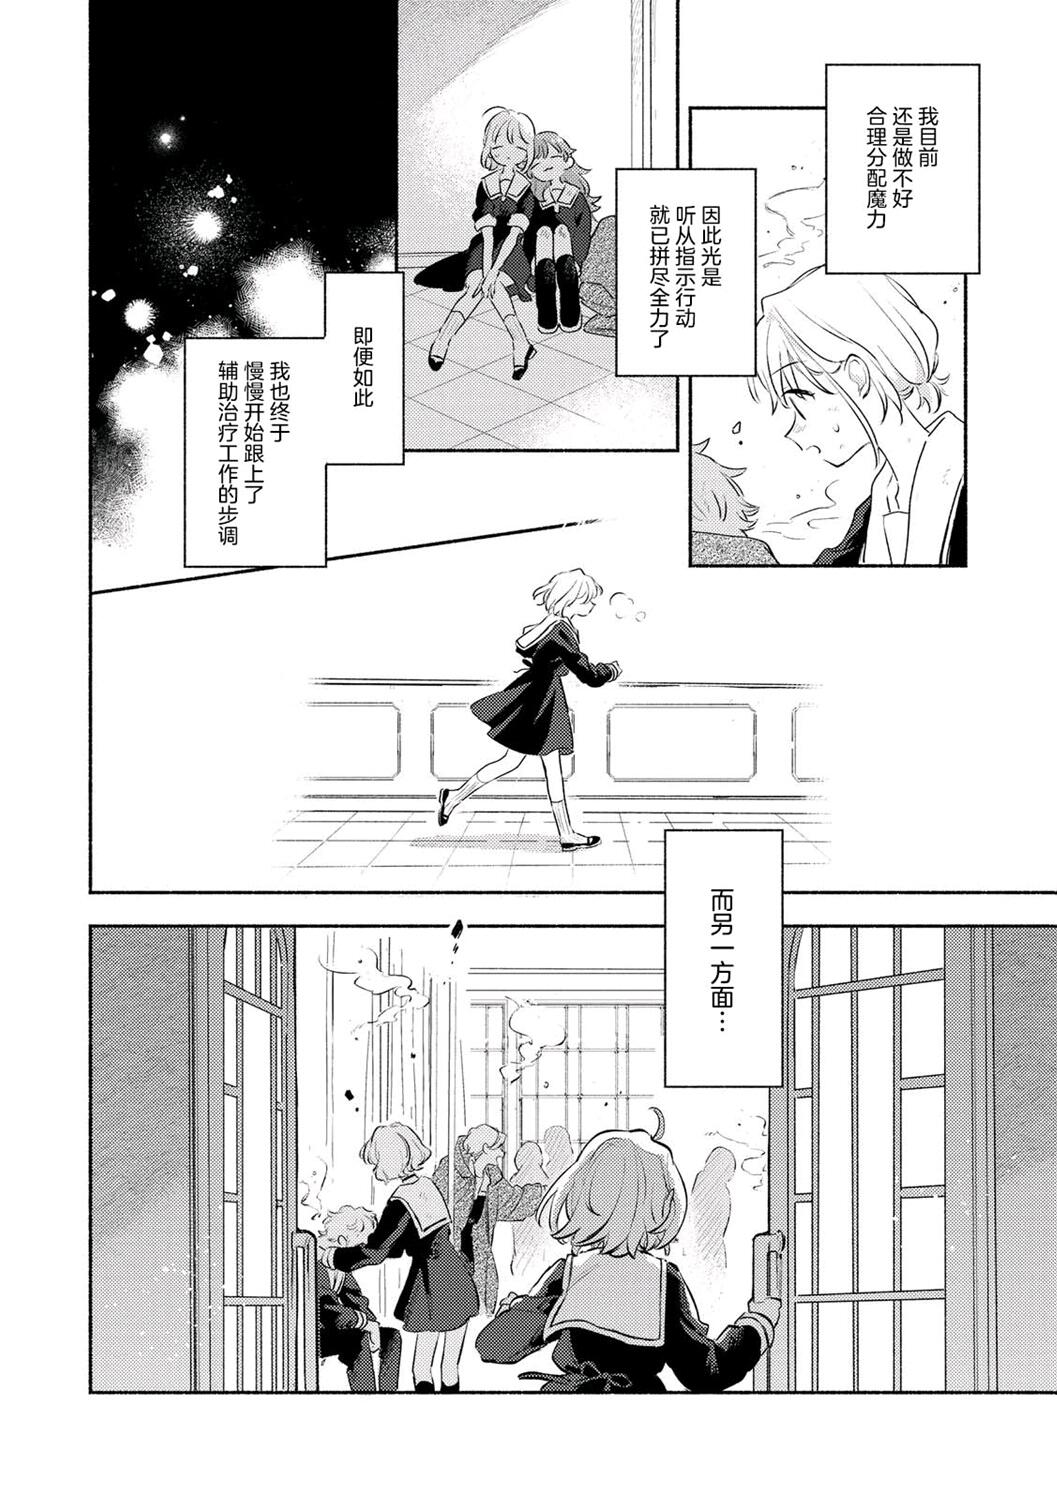 我目前
还是做不好
合理分配魔力
因此光是
听从指示行动
就已拼尽全力了
即便如此
我也终于
慢慢开始跟上了
辅助治疗工作的步调
而另一方面…